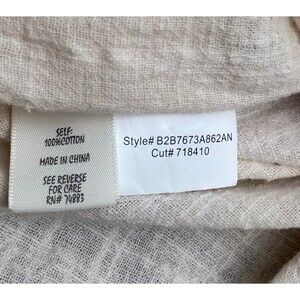 SELF:
100%COTTON
MADE IN CHINA
SEE REVERSE
FOR CARE
RN# 74883
Style# B2B7673A862AN
Cut# 718410